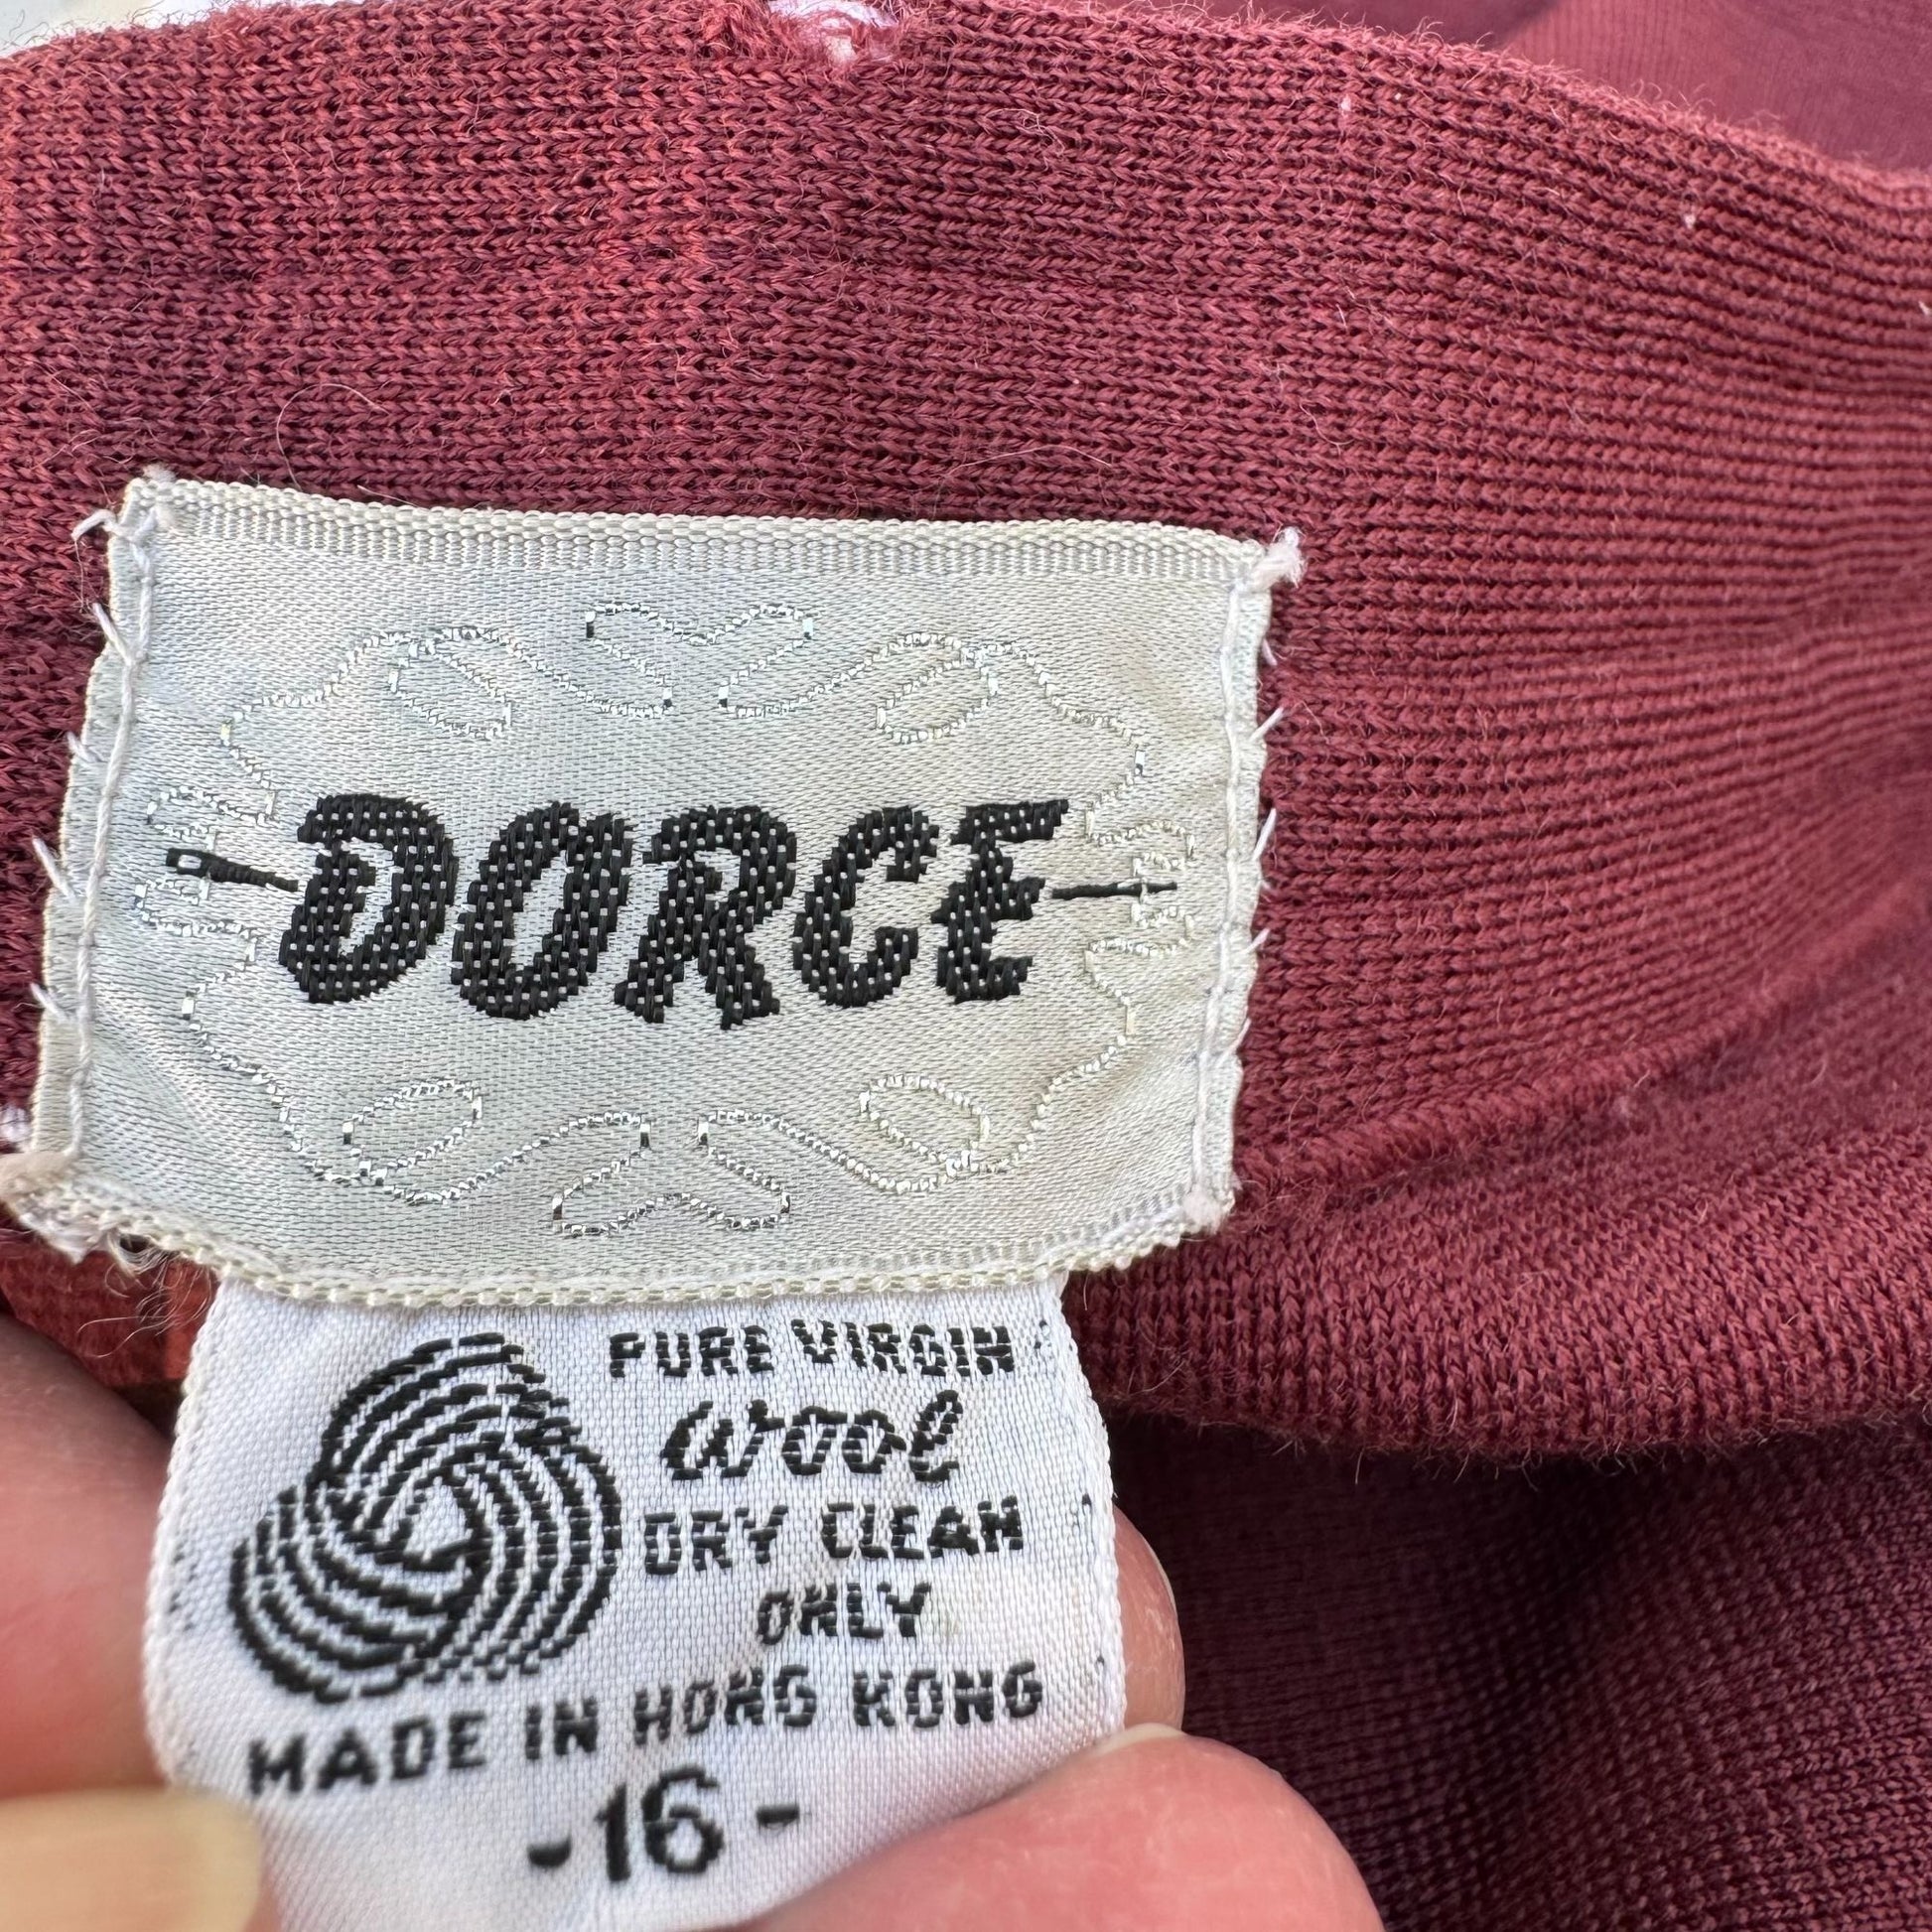 DORCE
PURE VIRGIN
wool
DRY CLEAN
ONLY
MADE IN HONG KONG
-16-